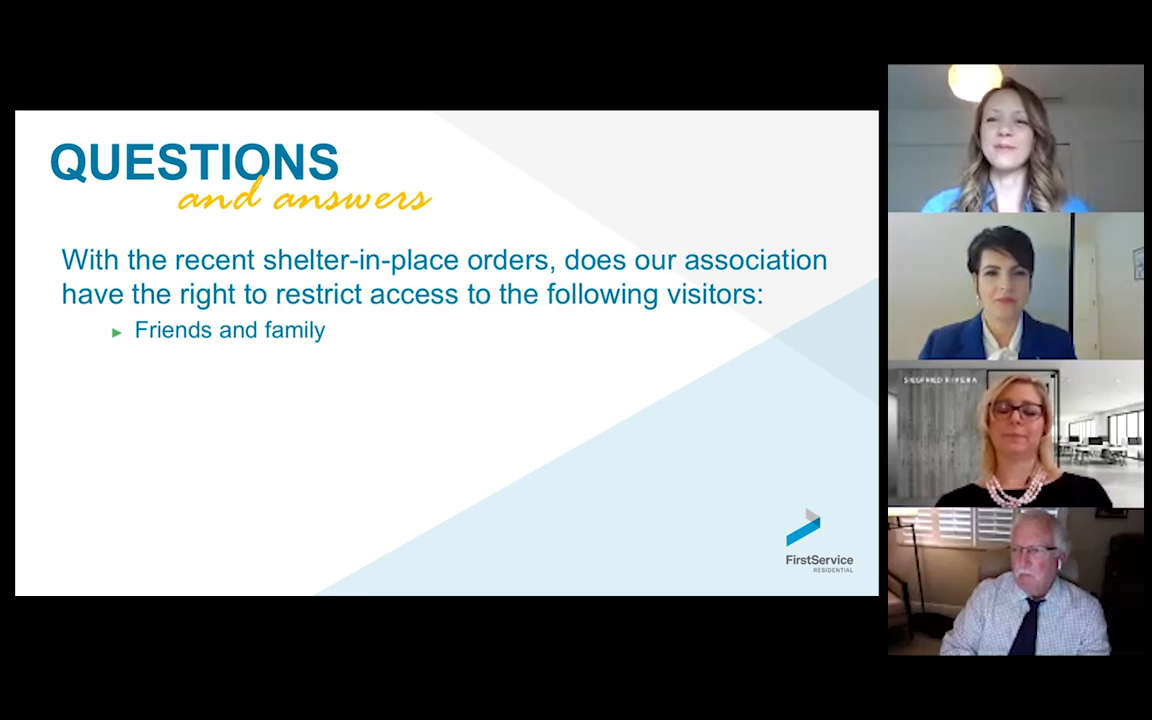 QUESTIONS
and answers
With the recent shelter-in-place orders, does our association
have the right to restrict access to the following visitors:
Friends and family
FirstService
RESIDENTIAL
SIEGFRIED RIVERA